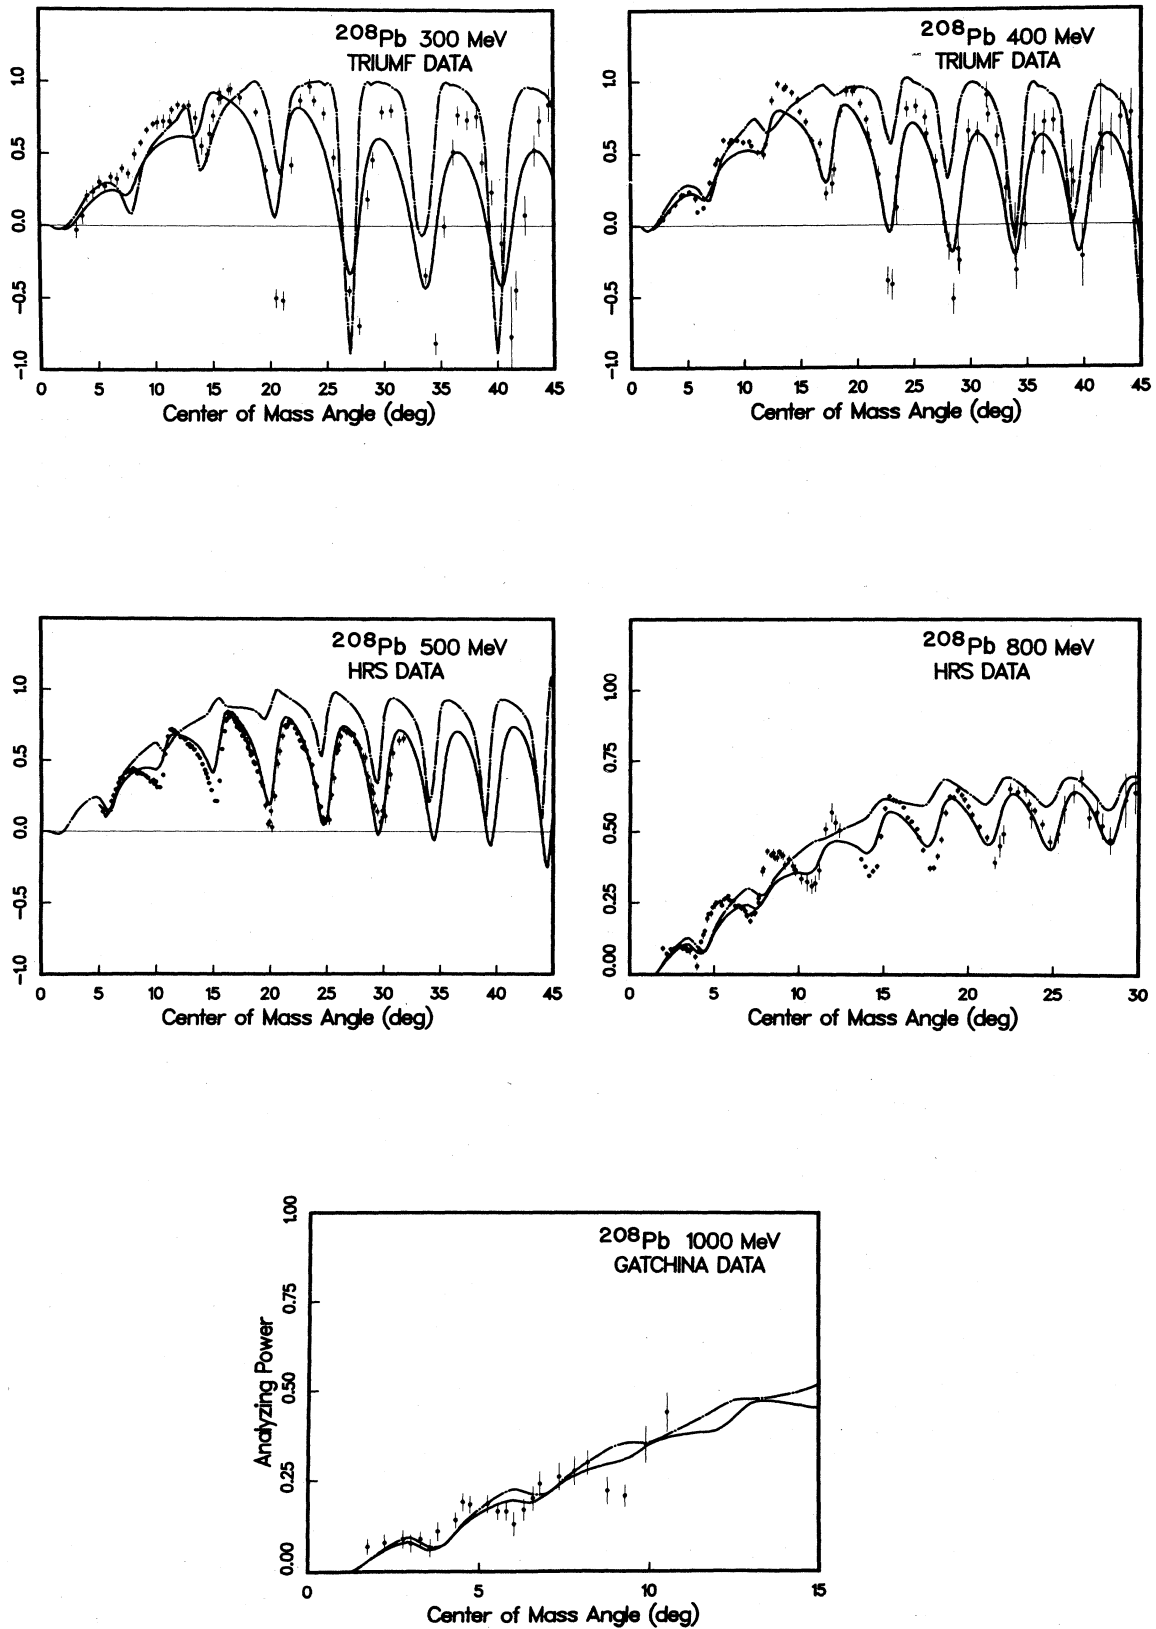 ²⁰⁸Pb 300 MeV
TRIUMF DATA
1.0
0.5
0.0
−0.5
−1.0
0 5 10 15 20 25 30 35 40 45
Center of Mass Angle (deg)
²⁰⁸Pb 400 MeV
TRIUMF DATA
1.0
0.5
0.0
−0.5
−1.0
0 5 10 15 20 25 30 35 40 45
Center of Mass Angle (deg)
²⁰⁸Pb 500 MeV
HRS DATA
1.0
0.5
0.0
−0.5
−1.0
0 5 10 15 20 25 30 35 40 45
Center of Mass Angle (deg)
²⁰⁸Pb 800 MeV
HRS DATA
1.00
0.75
0.50
0.25
0.00
0 5 10 15 20 25 30
Center of Mass Angle (deg)
²⁰⁸Pb 1000 MeV
GATCHINA DATA
Analyzing Power
1.00
0.75
0.50
0.25
0.00
0 5 10 15
Center of Mass Angle (deg)